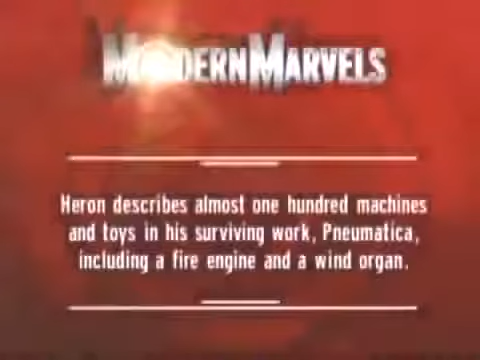 MODERN MARVELS
Heron describes almost one hundred machines
and toys in his surviving work, Pneumatica,
including a fire engine and a wind organ.